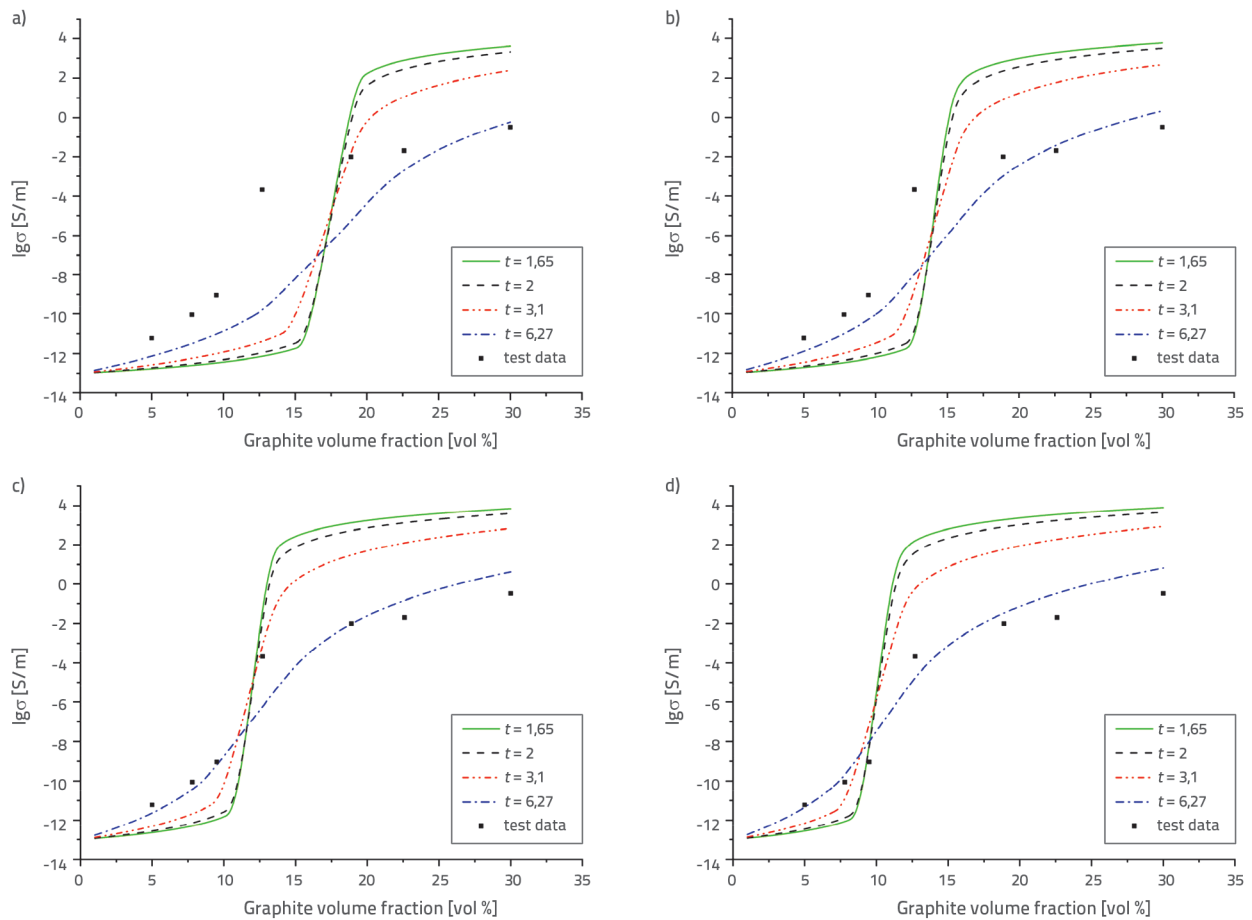 a)
4
2
0
-2
-4
-6
-8
-10
-12
-14
lgσ [S/m]
0
5
10
15
20
25
30
35
Graphite volume fraction [vol %]
t = 1,65
t = 2
t = 3,1
t = 6,27
test data
b)
4
2
0
-2
-4
-6
-8
-10
-12
-14
lgσ [S/m]
0
5
10
15
20
25
30
35
Graphite volume fraction [vol %]
t = 1,65
t = 2
t = 3,1
t = 6,27
test data
c)
4
2
0
-2
-4
-6
-8
-10
-12
-14
lgσ [S/m]
0
5
10
15
20
25
30
35
Graphite volume fraction [vol %]
t = 1,65
t = 2
t = 3,1
t = 6,27
test data
d)
4
2
0
-2
-4
-6
-8
-10
-12
-14
lgσ [S/m]
0
5
10
15
20
25
30
35
Graphite volume fraction [vol %]
t = 1,65
t = 2
t = 3,1
t = 6,27
test data